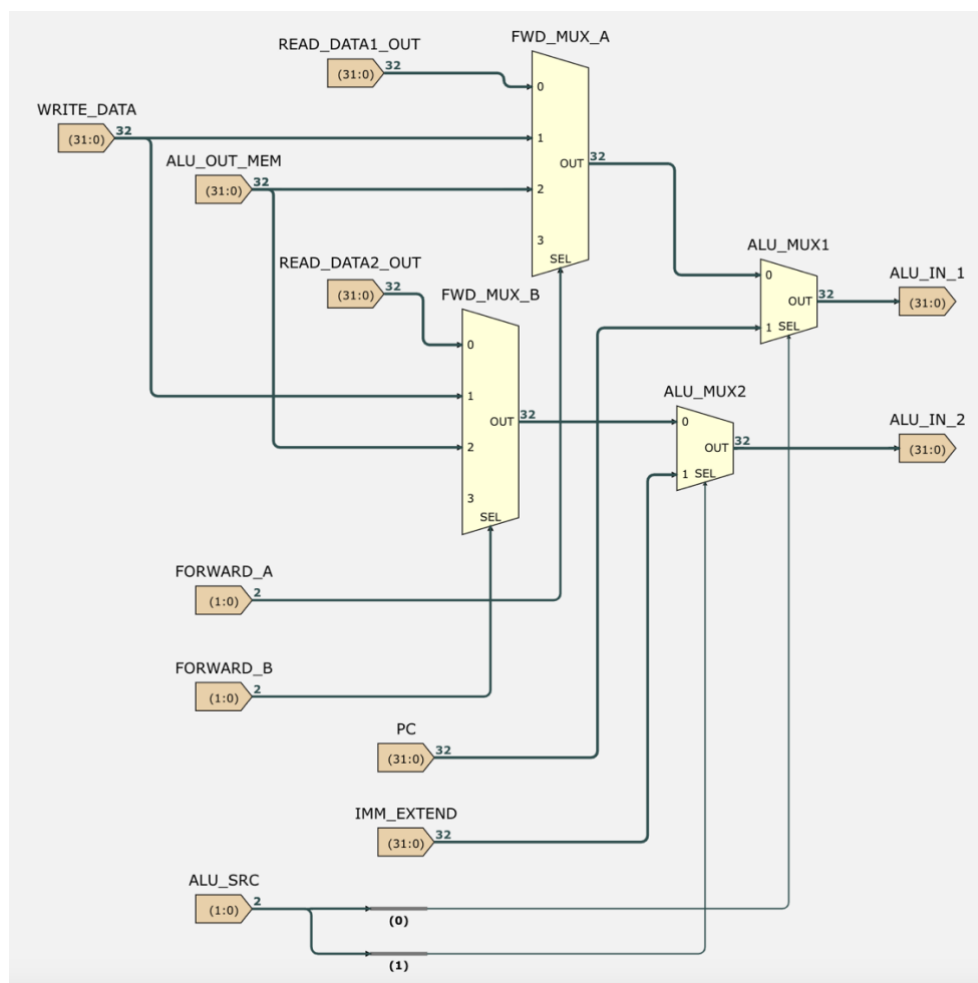 FWD_MUX_A
READ_DATA1_OUT
32
(31:0)
0
WRITE_DATA
32
(31:0)
1
ALU_OUT_MEM
OUT
32
32
(31:0)
2
3
SEL
READ_DATA2_OUT
32
(31:0)
FWD_MUX_B
0
1
OUT
32
2
3
SEL
ALU_MUX1
0
OUT
32
1 SEL
ALU_IN_1
(31:0)
ALU_MUX2
0
OUT
32
1 SEL
ALU_IN_2
(31:0)
FORWARD_A
2
(1:0)
FORWARD_B
2
(1:0)
PC
32
(31:0)
IMM_EXTEND
32
(31:0)
ALU_SRC
2
(1:0)
(0)
(1)